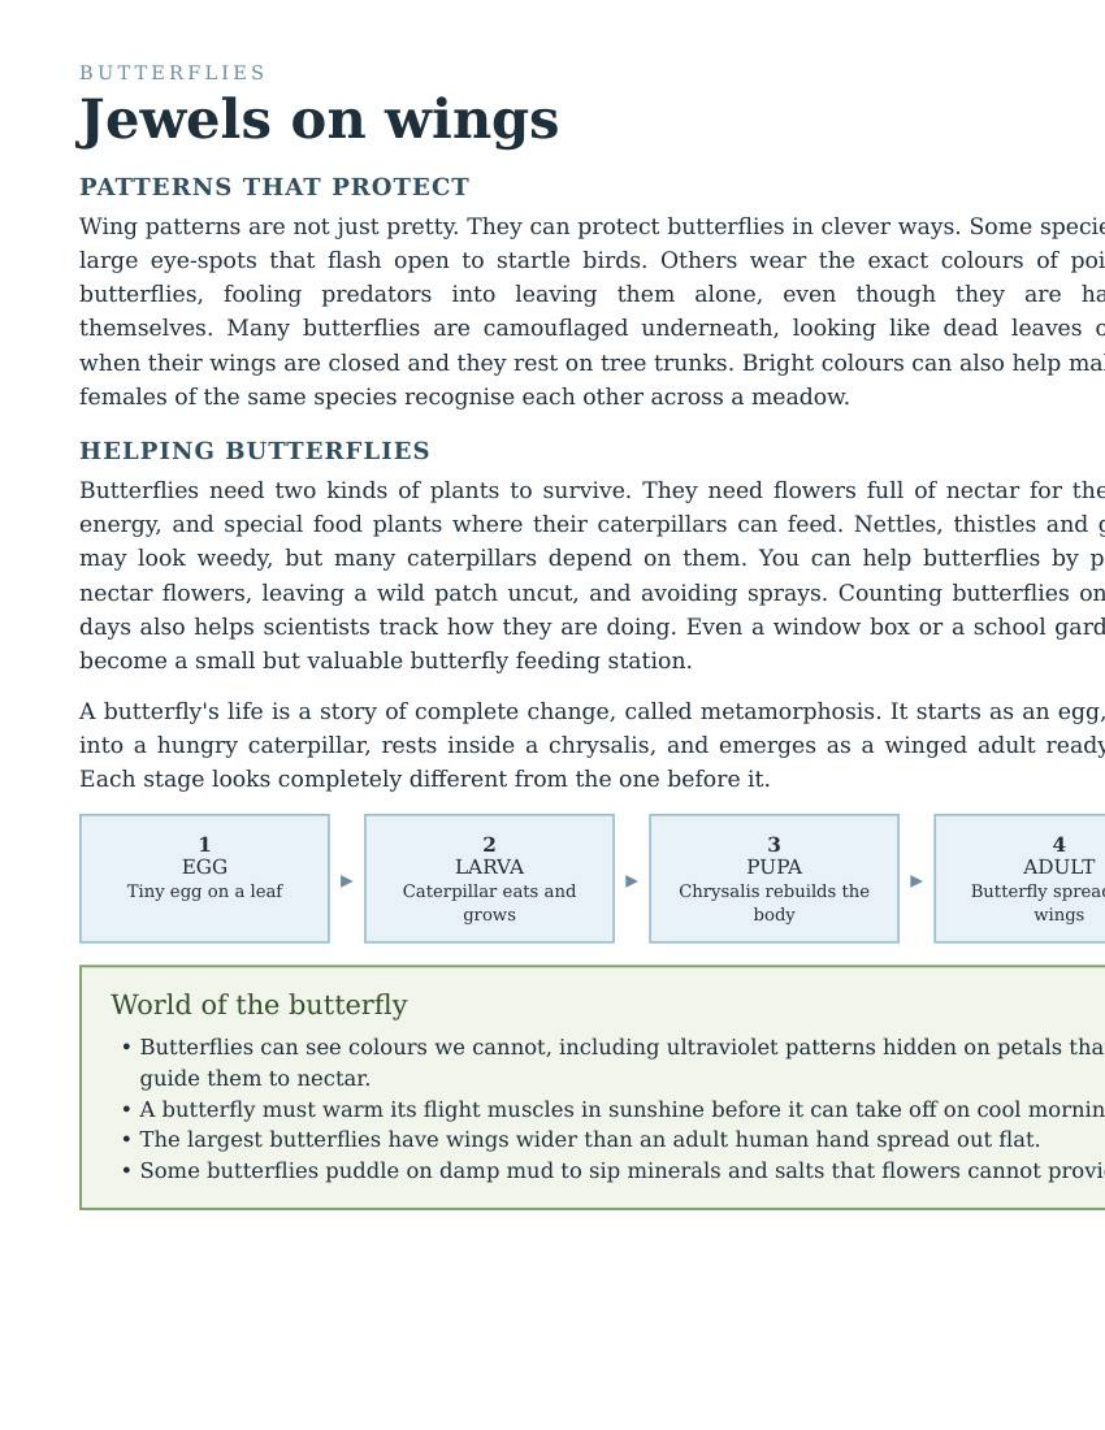 BUTTERFLIES
Jewels on wings
PATTERNS THAT PROTECT
Wing patterns are not just pretty. They can protect butterflies in clever ways. Some
large eye-spots that flash open to startle birds. Others wear the exact colours of
butterflies, fooling predators into leaving them alone, even though they are
themselves. Many butterflies are camouflaged underneath, looking like dead leaves
when their wings are closed and they rest on tree trunks. Bright colours can also help
females of the same species recognise each other across a meadow.
HELPING BUTTERFLIES
Butterflies need two kinds of plants to survive. They need flowers full of nectar for
energy, and special food plants where their caterpillars can feed. Nettles, thistles and
may look weedy, but many caterpillars depend on them. You can help butterflies by
nectar flowers, leaving a wild patch uncut, and avoiding sprays. Counting butterflies on
days also helps scientists track how they are doing. Even a window box or a school
become a small but valuable butterfly feeding station.
A butterfly's life is a story of complete change, called metamorphosis. It starts as an egg,
into a hungry caterpillar, rests inside a chrysalis, and emerges as a winged adult ready
Each stage looks completely different from the one before it.
1
EGG
Tiny egg on a leaf
2
LARVA
Caterpillar eats and
grows
3
PUPA
Chrysalis rebuilds the
body
4
ADULT
Butterfly
wings
World of the butterfly
• Butterflies can see colours we cannot, including ultraviolet patterns hidden on petals
guide them to nectar.
• A butterfly must warm its flight muscles in sunshine before it can take off on cool
• The largest butterflies have wings wider than an adult human hand spread out flat.
• Some butterflies puddle on damp mud to sip minerals and salts that flowers cannot